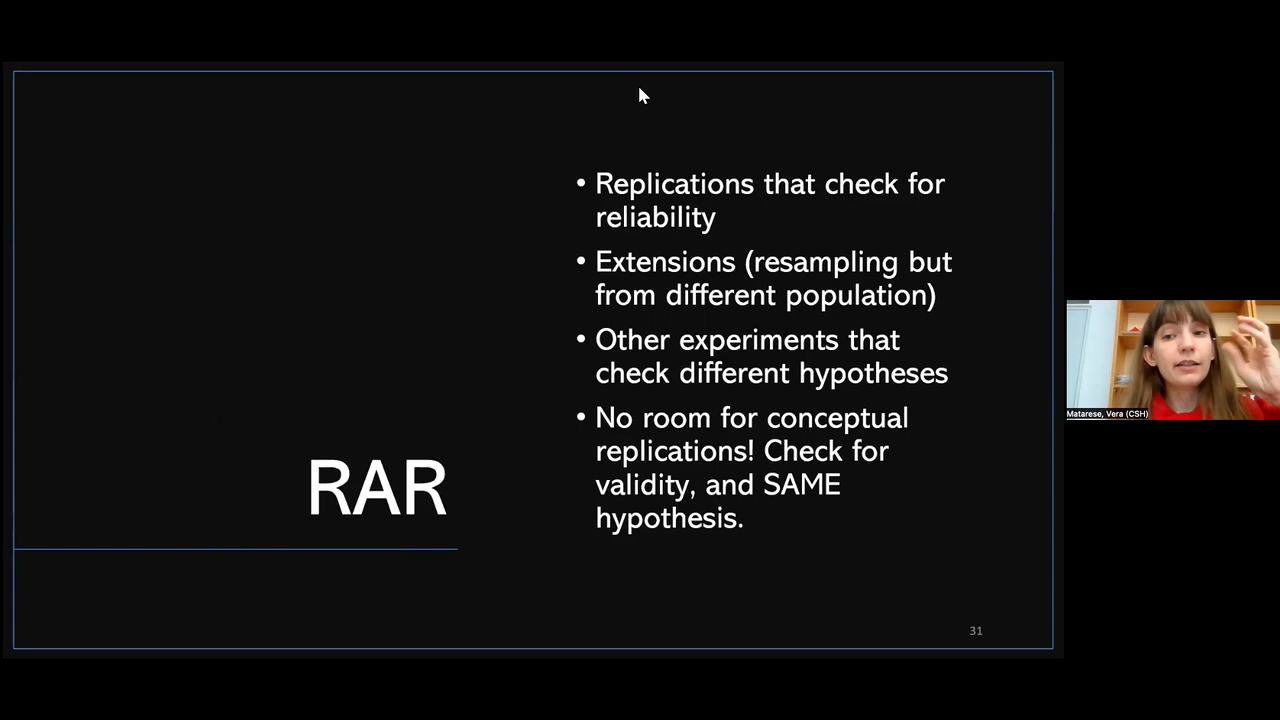 • Replications that check for
reliability
• Extensions (resampling but
from different population)
• Other experiments that
check different hypotheses
• No room for conceptual
replications! Check for
validity, and SAME
hypothesis.
RAR
31
Matarese, Vera (CSH)